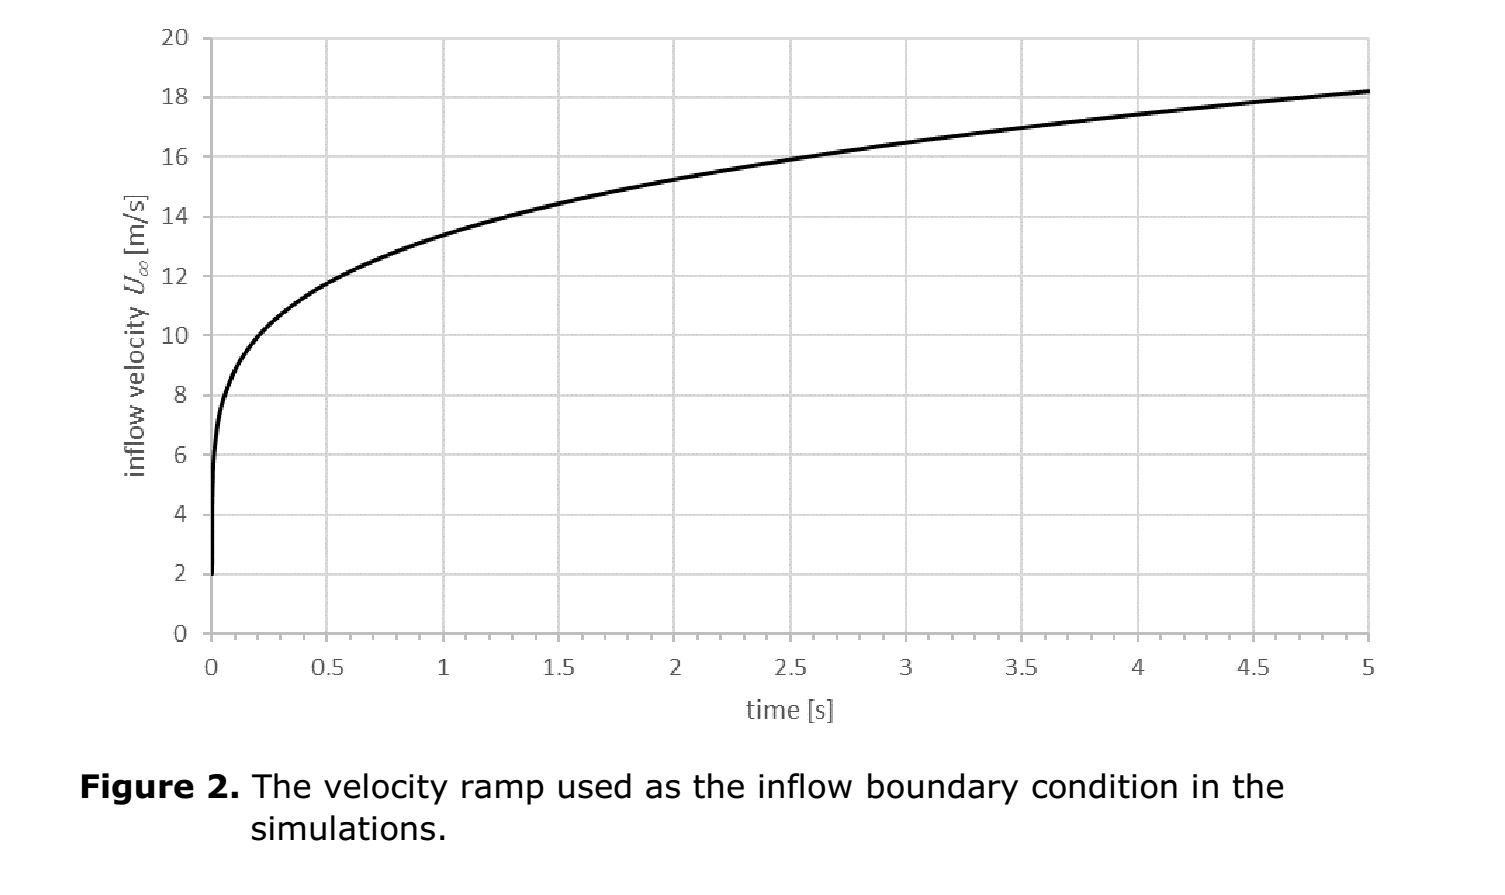 20
18
16
14
12
10
8
6
4
2
0
inflow velocity U∞ [m/s]
0 0.5 1 1.5 2 2.5 3 3.5 4 4.5 5
time [s]
Figure 2. The velocity ramp used as the inflow boundary condition in the
simulations.